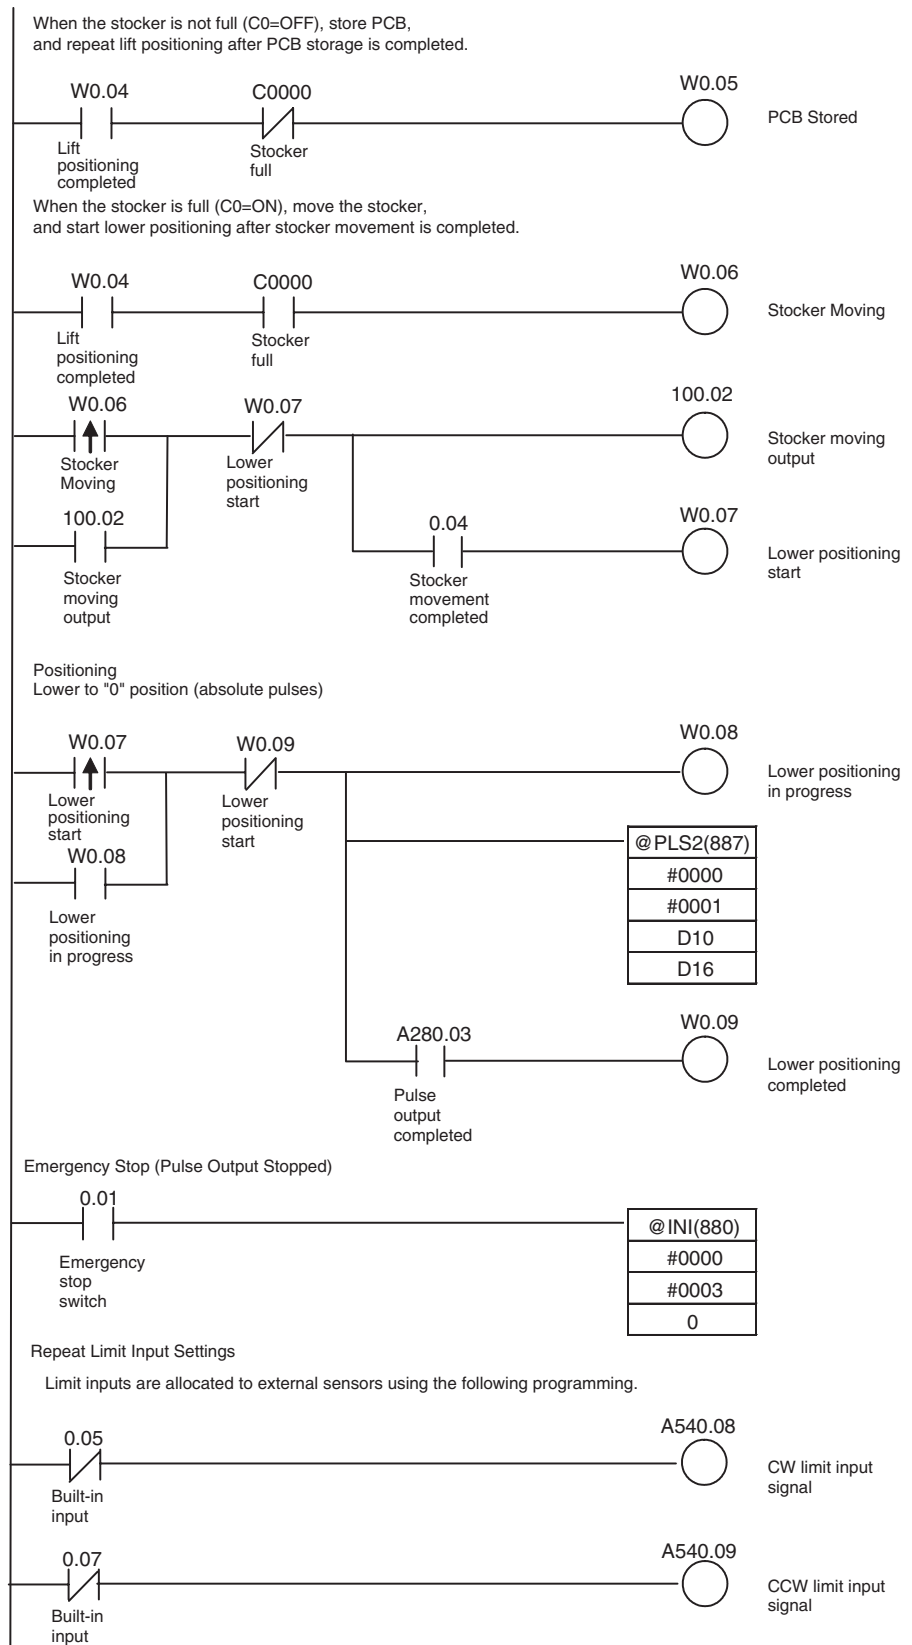 When the stocker is not full (C0=OFF), store PCB,
and repeat lift positioning after PCB storage is completed.
W0.04
C0000
W0.05
PCB Stored
Lift
positioning
completed
Stocker
full
When the stocker is full (C0=ON), move the stocker,
and start lower positioning after stocker movement is completed.
W0.04
C0000
W0.06
Stocker Moving
Lift
positioning
completed
Stocker
full
W0.06
W0.07
100.02
Stocker moving
output
Stocker
Moving
Lower
positioning
start
100.02
0.04
W0.07
Lower positioning
start
Stocker
moving
output
Stocker
movement
completed
Positioning
Lower to "0" position (absolute pulses)
W0.07
W0.09
W0.08
Lower positioning
in progress
Lower
positioning
start
Lower
positioning
start
W0.08
Lower
positioning
in progress
@PLS2(887)
#0000
#0001
D10
D16
A280.03
W0.09
Lower positioning
completed
Pulse
output
completed
Emergency Stop (Pulse Output Stopped)
0.01
Emergency
stop
switch
@INI(880)
#0000
#0003
0
Repeat Limit Input Settings
Limit inputs are allocated to external sensors using the following programming.
0.05
A540.08
CW limit input
signal
Built-in
input
0.07
A540.09
CCW limit input
signal
Built-in
input